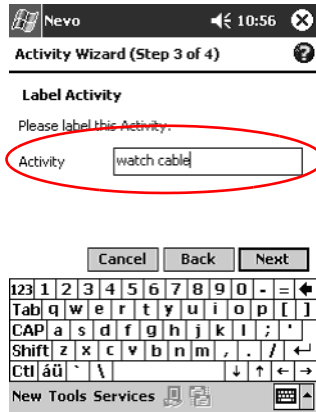 Nevo 10:56
Activity Wizard (Step 3 of 4) ?
Label Activity
Please label this Activity.
Activity watch cable
Cancel Back Next
123 1 2 3 4 5 6 7 8 9 0 - =
Tab q w e r t y u i o p [ ]
CAP a s d f g h j k l ; '
Shift z x c v b n m , . /
Ctl áü ` \
New Tools Services